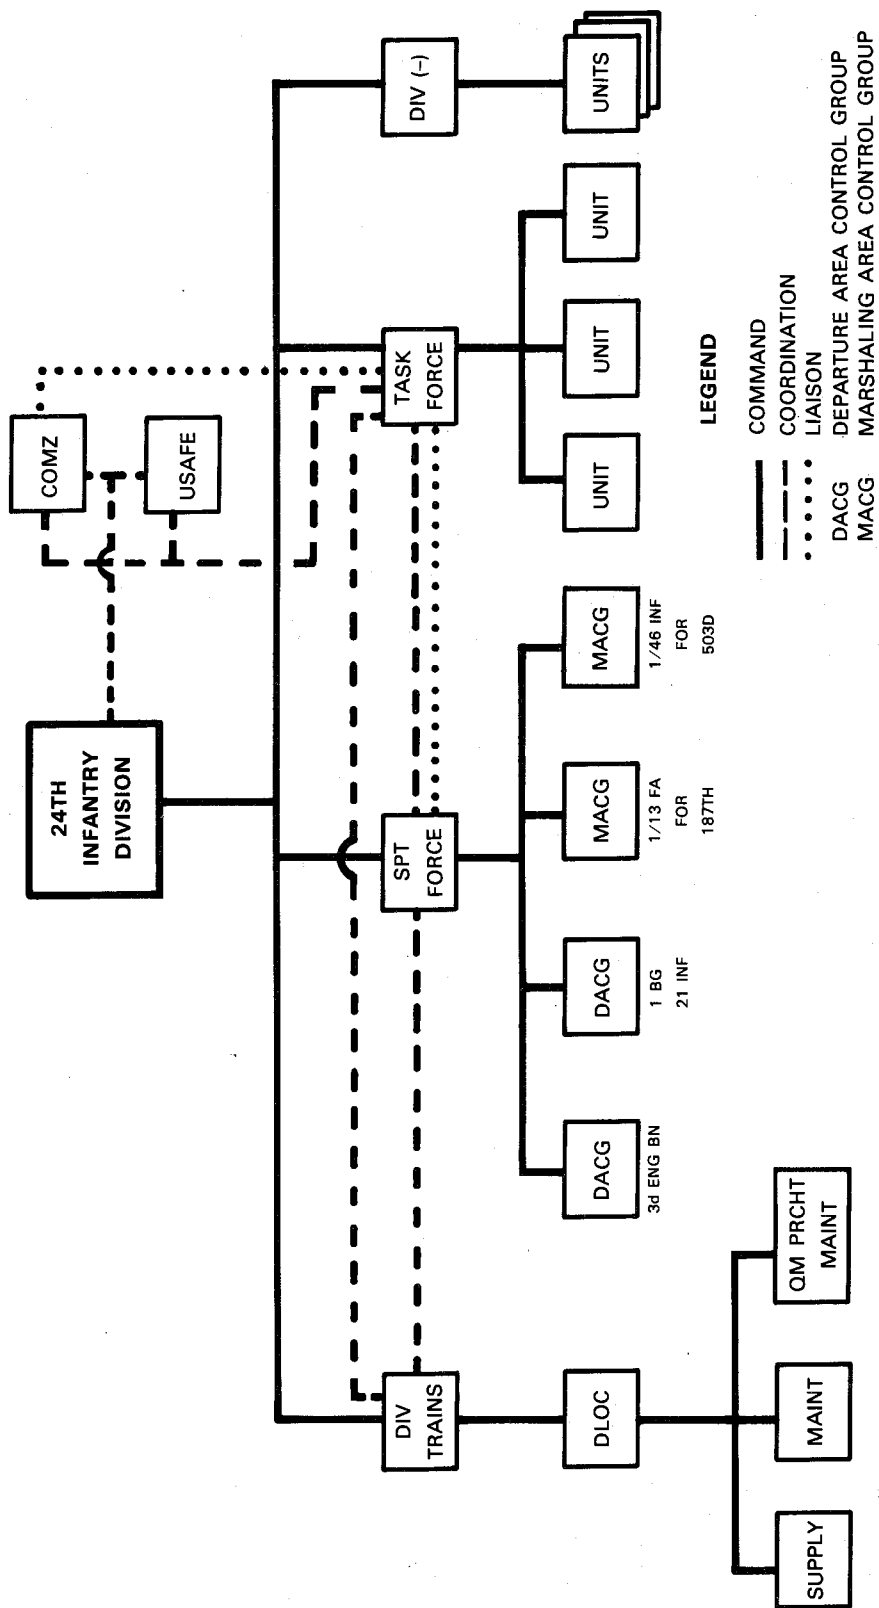 24TH
INFANTRY
DIVISION
COMZ
USAFE
DIV
TRAINS
SPT
FORCE
TASK
FORCE
DIV (–)
DLOC
DACG
3d ENG BN
DACG
1 BG
21 INF
MACG
1/13 FA
FOR
187TH
MACG
1/46 INF
FOR
503D
UNIT
UNIT
UNIT
UNITS
SUPPLY
MAINT
QM PRCHT
MAINT
LEGEND
COMMAND
COORDINATION
LIAISON
DACG DEPARTURE AREA CONTROL GROUP
MACG MARSHALING AREA CONTROL GROUP